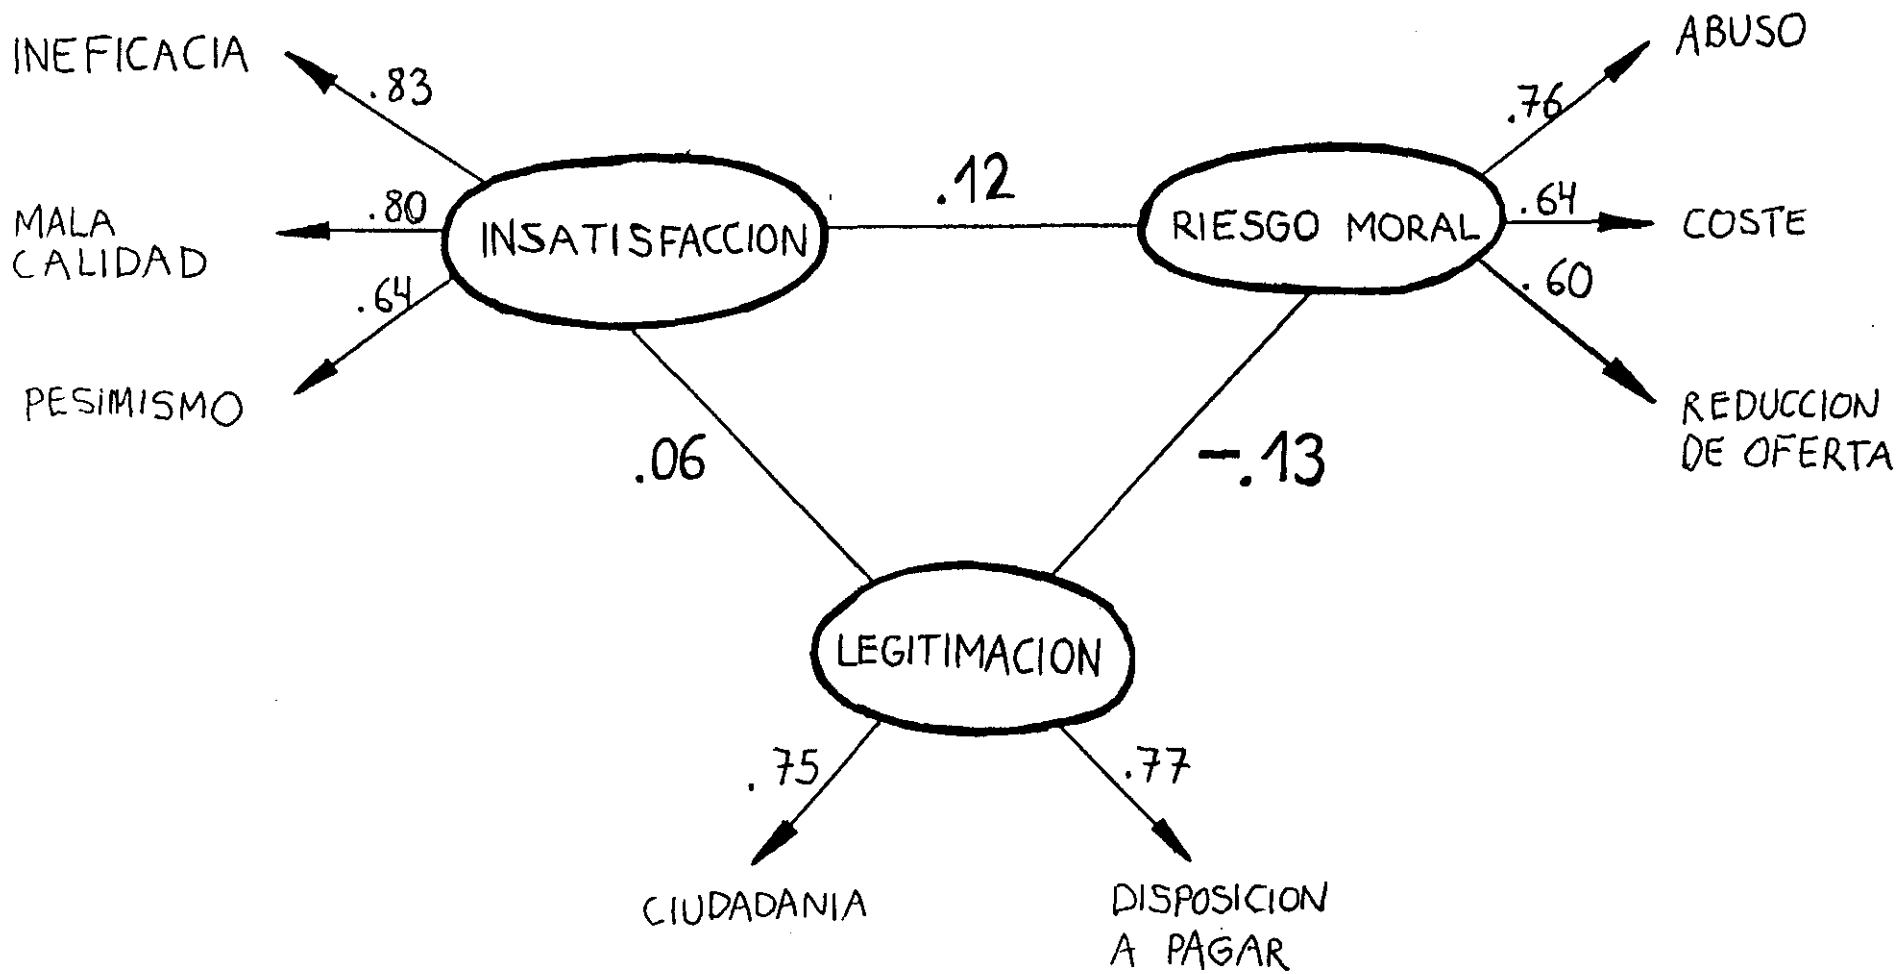 INEFICACIA
.83
MALA
CALIDAD
.80
PESIMISMO
.64
INSATISFACCION
.12
RIESGO MORAL
.76
ABUSO
.64
COSTE
.60
REDUCCION
DE OFERTA
.06
-.13
LEGITIMACION
.75
.77
CIUDADANIA
DISPOSICION
A PAGAR